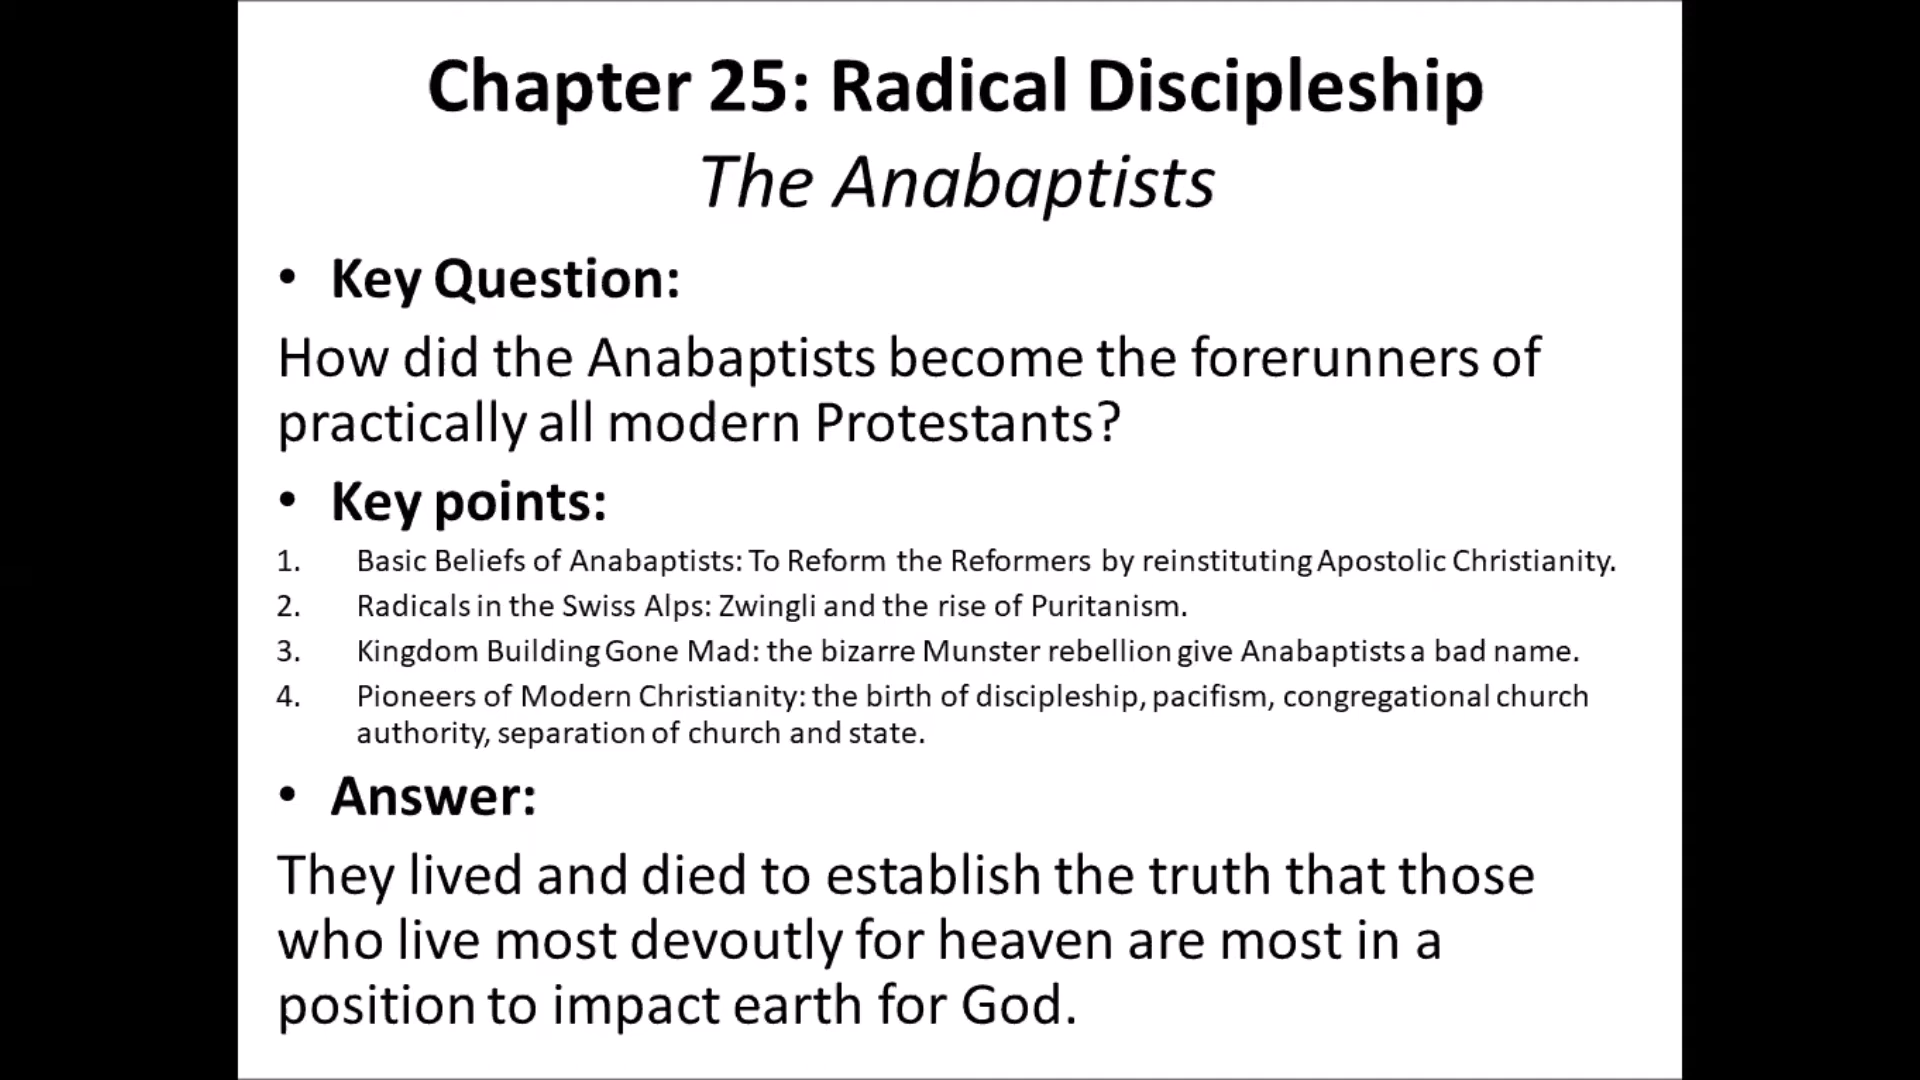 Chapter 25: Radical Discipleship
The Anabaptists
• Key Question:
How did the Anabaptists become the forerunners of
practically all modern Protestants?
• Key points:
1. Basic Beliefs of Anabaptists: To Reform the Reformers by reinstituting Apostolic Christianity.
2. Radicals in the Swiss Alps: Zwingli and the rise of Puritanism.
3. Kingdom Building Gone Mad: the bizarre Munster rebellion give Anabaptists a bad name.
4. Pioneers of Modern Christianity: the birth of discipleship, pacifism, congregational church
authority, separation of church and state.
• Answer:
They lived and died to establish the truth that those
who live most devoutly for heaven are most in a
position to impact earth for God.